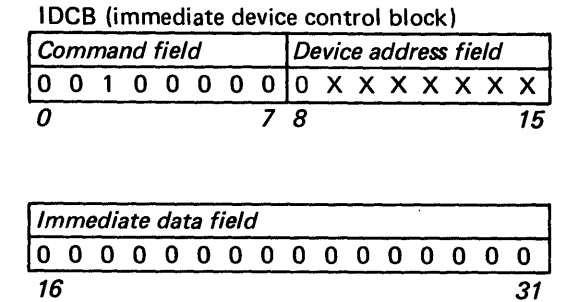 IDCB (immediate device control block)
Command field Device address field
0 0 1 0 0 0 0 0 0 X X X X X X X
0 7 8 15
Immediate data field
0 0 0 0 0 0 0 0 0 0 0 0 0 0 0 0
16 31